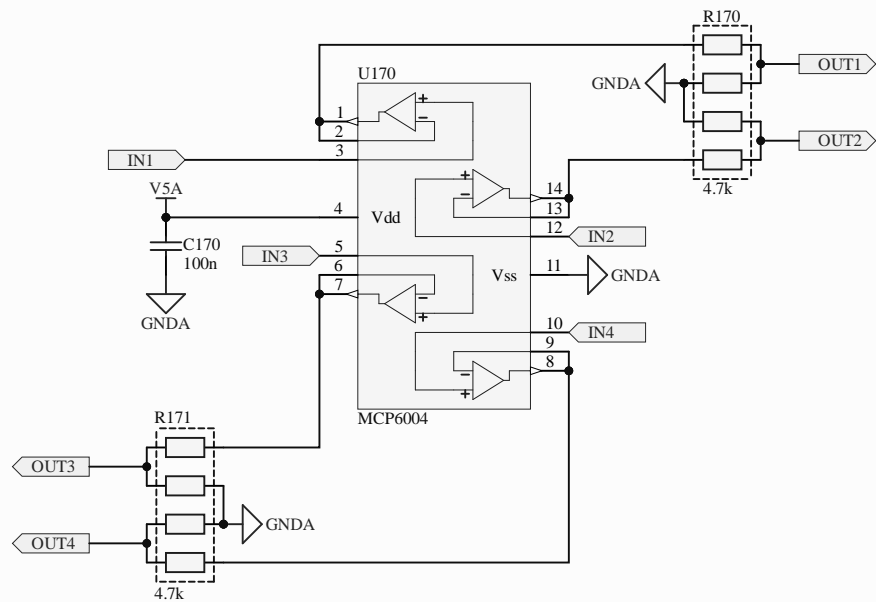 R170
U170
OUT1
GNDA
1
+
−
2
3
IN1
OUT2
4.7k
14
+
−
13
V5A
4
Vdd
12
IN2
C170
100n
IN3
5
6
Vss
11
GNDA
7
−
+
GNDA
10
IN4
9
8
−
+
MCP6004
R171
OUT3
GNDA
OUT4
4.7k